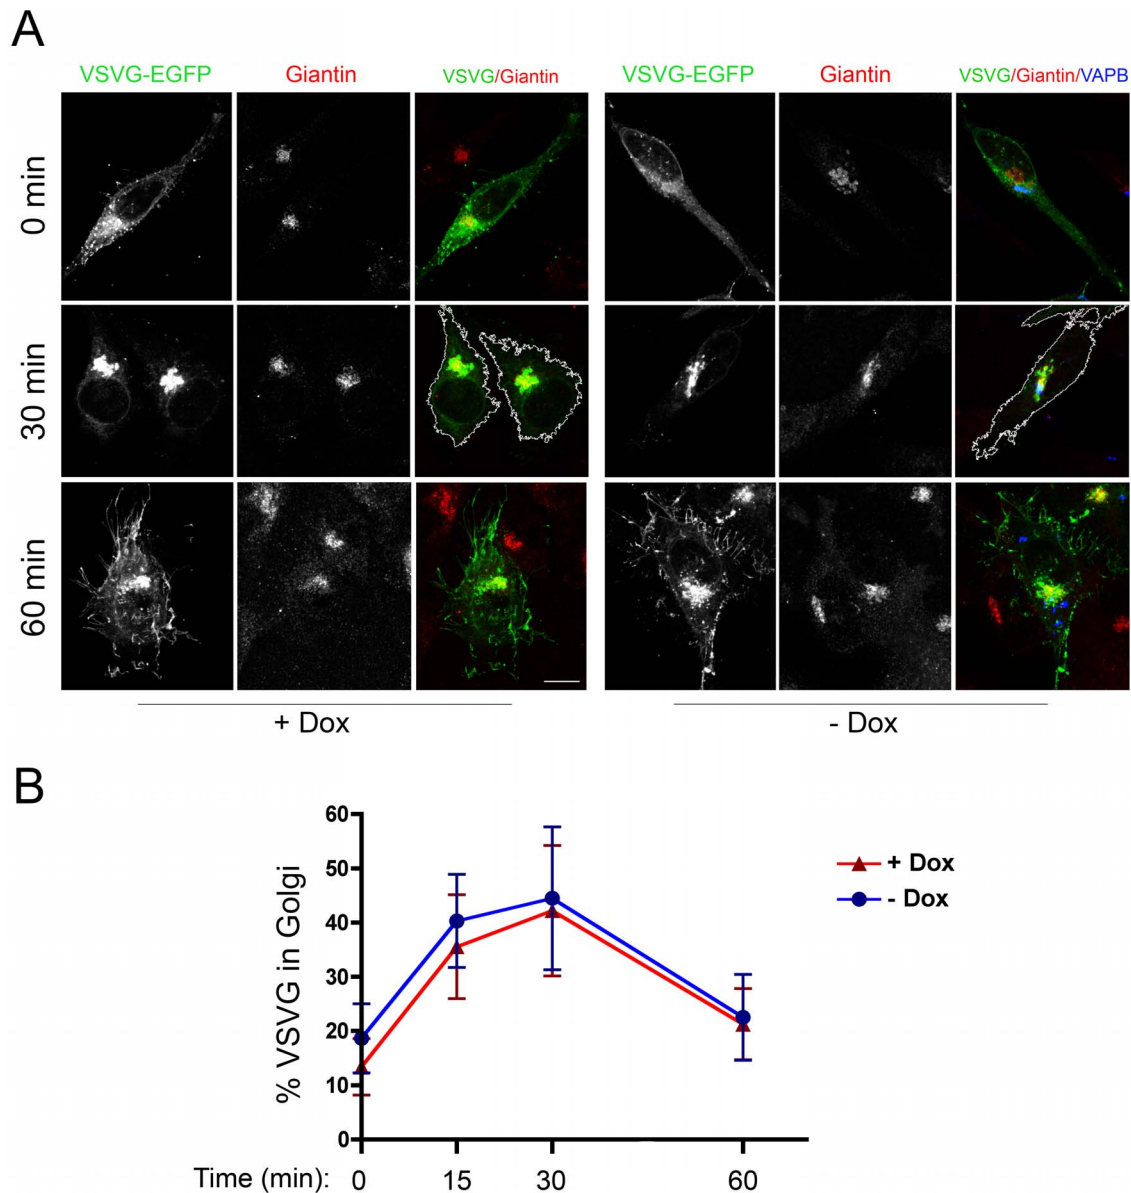 A
VSVG-EGFP Giantin VSVG/Giantin VSVG-EGFP Giantin VSVG/Giantin/VAPB
0 min
30 min
60 min
+ Dox - Dox
B
% VSVG in Golgi
60
50
40
30
20
10
0
+ Dox
- Dox
Time (min): 0 15 30 60